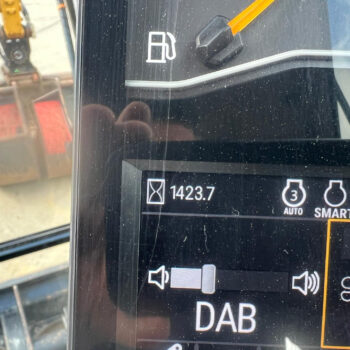 1423.7
3
AUTO
SMART
DAB